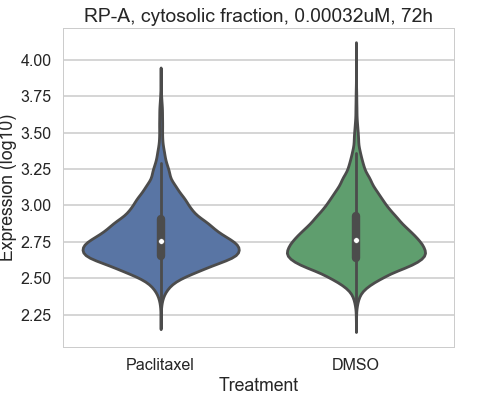 RP-A, cytosolic fraction, 0.00032uM, 72h
Expression (log10)
4.00
3.75
3.50
3.25
3.00
2.75
2.50
2.25
Paclitaxel DMSO
Treatment